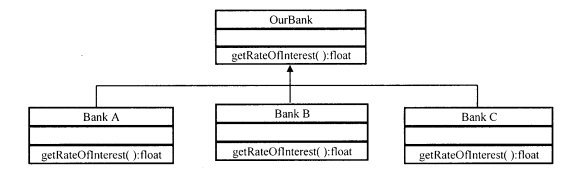 OurBank
getRateOfInterest( ):float
Bank A
Bank B
Bank C
getRateOfInterest( ):float
getRateOfInterest( ):float
getRateOfInterest( ):float